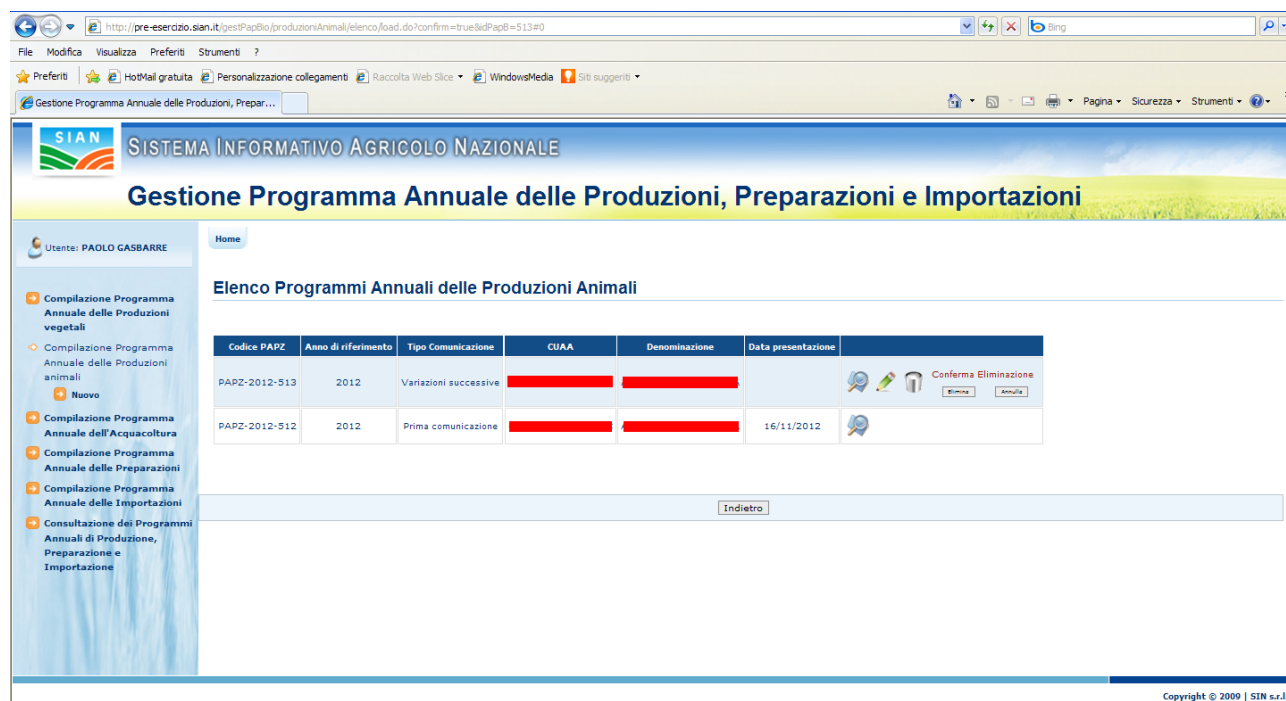 http://pre-esercizio.sian.it/gestPapBio/produzioniAnimali/elenco/load.do?confirm=true&idPapB=513#0
Bing
File Modifica Visualizza Preferiti Strumenti ?
Preferiti HotMail gratuita Personalizzazione collegamenti Raccolta Web Slice WindowsMedia Siti suggeriti
Gestione Programma Annuale delle Produzioni, Prepar...
Pagina Sicurezza Strumenti
SIAN
SISTEMA INFORMATIVO AGRICOLO NAZIONALE
Gestione Programma Annuale delle Produzioni, Preparazioni e Importazioni
Utente: PAOLO GASBARRE
Home
Compilazione Programma
Annuale delle Produzioni
vegetali
Compilazione Programma
Annuale delle Produzioni
animali
Nuovo
Compilazione Programma
Annuale dell'Acquacoltura
Compilazione Programma
Annuale delle Preparazioni
Compilazione Programma
Annuale delle Importazioni
Consultazione dei Programmi
Annuali di Produzione,
Preparazione e
Importazione
Elenco Programmi Annuali delle Produzioni Animali
Codice PAPZ Anno di riferimento Tipo Comunicazione CUAA Denominazione Data presentazione
PAPZ-2012-513 2012 Variazioni successive Conferma Eliminazione
Elimina Annulla
PAPZ-2012-512 2012 Prima comunicazione 16/11/2012
Indietro
Copyright © 2009 | SIN s.r.l